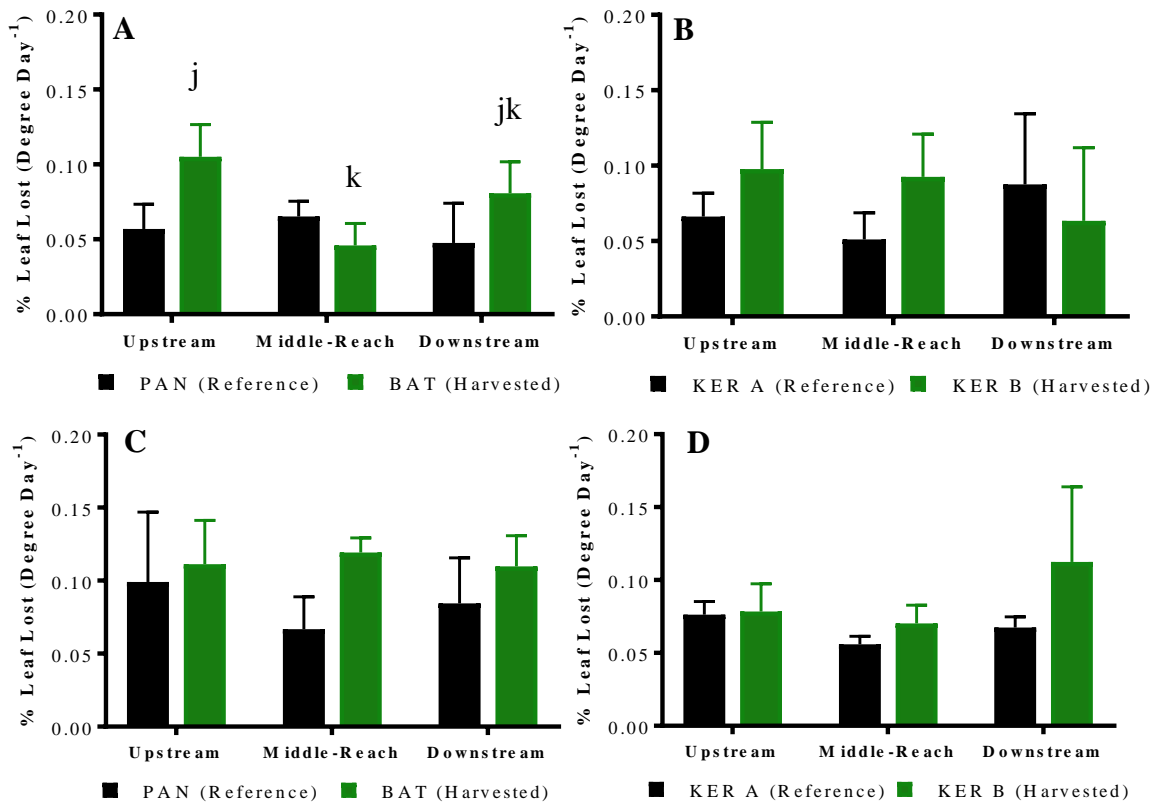 A
% Leaf Lost (Degree Day-1)
0.20
0.15
0.10
0.05
0.00
j
k
jk
Upstream Middle-Reach Downstream
PAN (Reference) BAT (Harvested)
B
% Leaf Lost (Degree Day-1)
0.20
0.15
0.10
0.05
0.00
Upstream Middle-Reach Downstream
KER A (Reference) KER B (Harvested)
C
% Leaf Lost (Degree Day-1)
0.20
0.15
0.10
0.05
0.00
Upstream Middle-Reach Downstream
PAN (Reference) BAT (Harvested)
D
% Leaf Lost (Degree Day-1)
0.20
0.15
0.10
0.05
0.00
Upstream Middle-Reach Downstream
KER A (Reference) KER B (Harvested)